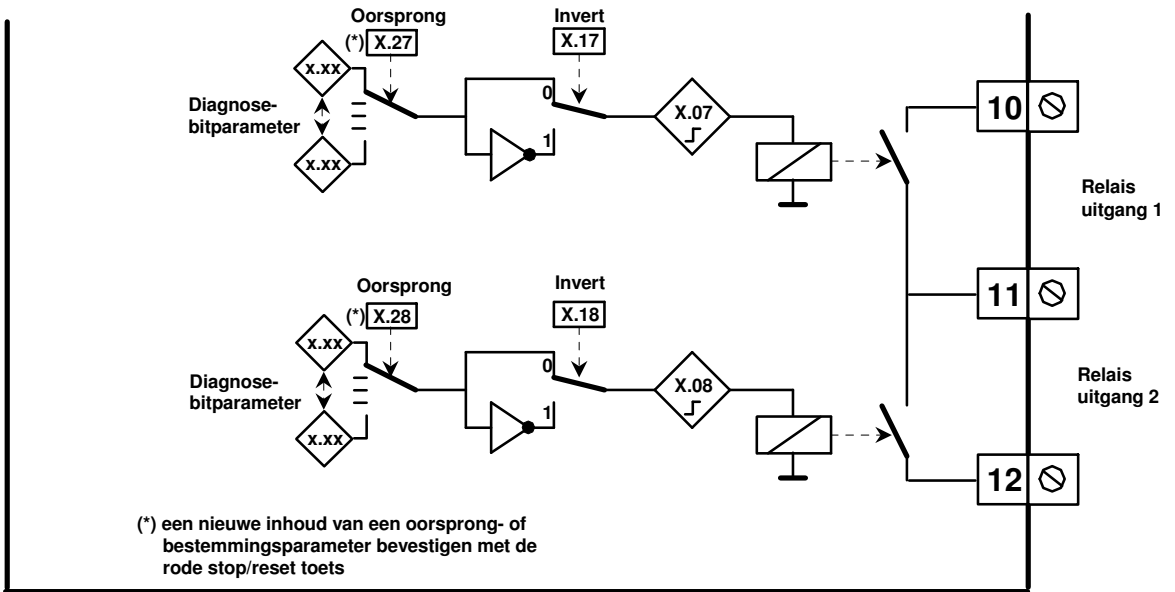 Oorsprong
Invert
(*) X.27
X.17
x.xx
0
10
Diagnose-
bitparameter
X.07
1
x.xx
Relais
uitgang 1
Oorsprong
Invert
11
(*) X.28
X.18
x.xx
0
Diagnose-
bitparameter
X.08
Relais
uitgang 2
1
x.xx
12
(*) een nieuwe inhoud van een oorsprong- of
bestemmingsparameter bevestigen met de
rode stop/reset toets